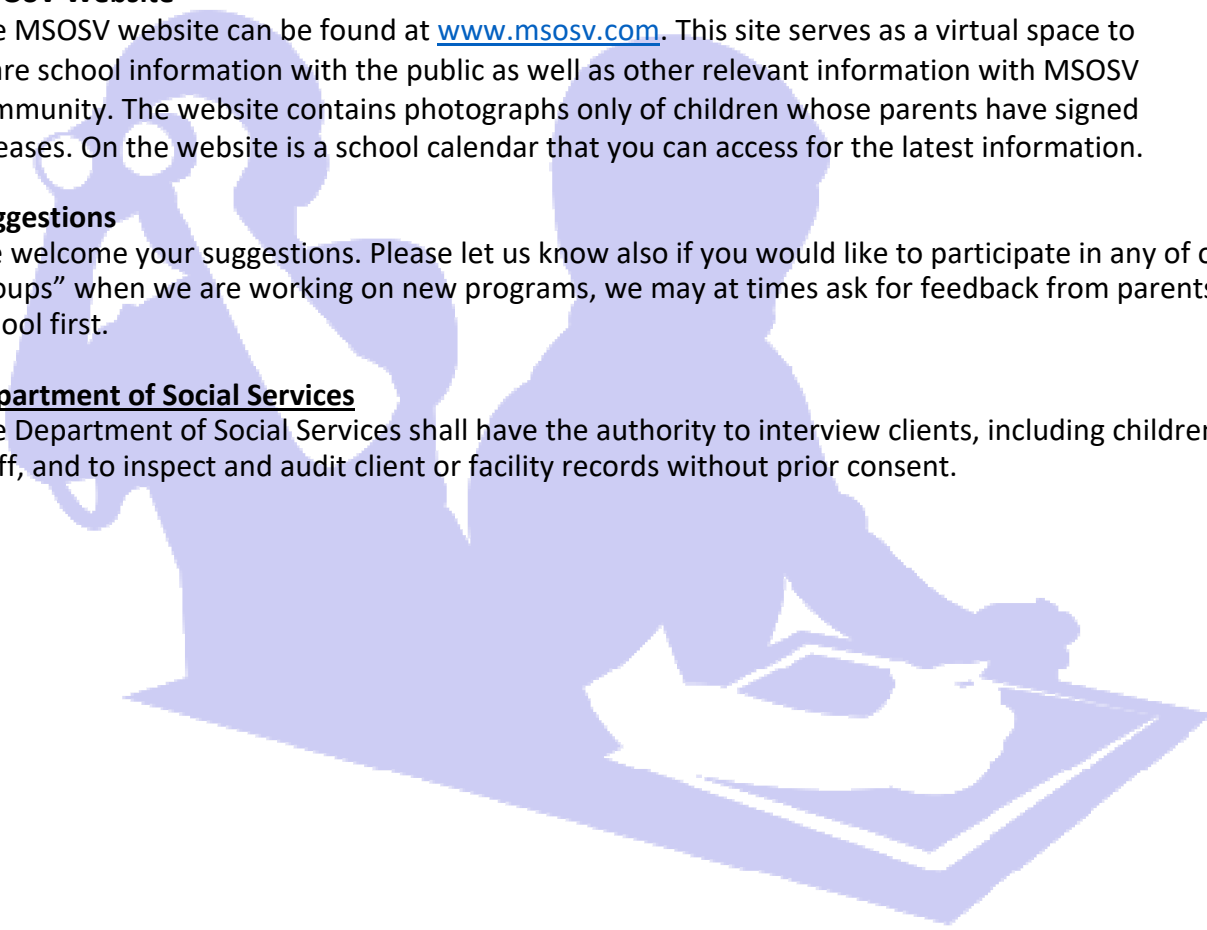 SOSV Website
e MSOSV website can be found at www.msosv.com. This site serves as a virtual space to
are school information with the public as well as other relevant information with MSOSV
mmunity. The website contains photographs only of children whose parents have signed
eases. On the website is a school calendar that you can access for the latest information.
ggestions
e welcome your suggestions. Please let us know also if you would like to participate in any of
oups” when we are working on new programs, we may at times ask for feedback from parents
ool first.
partment of Social Services
e Department of Social Services shall have the authority to interview clients, including children
ff, and to inspect and audit client or facility records without prior consent.